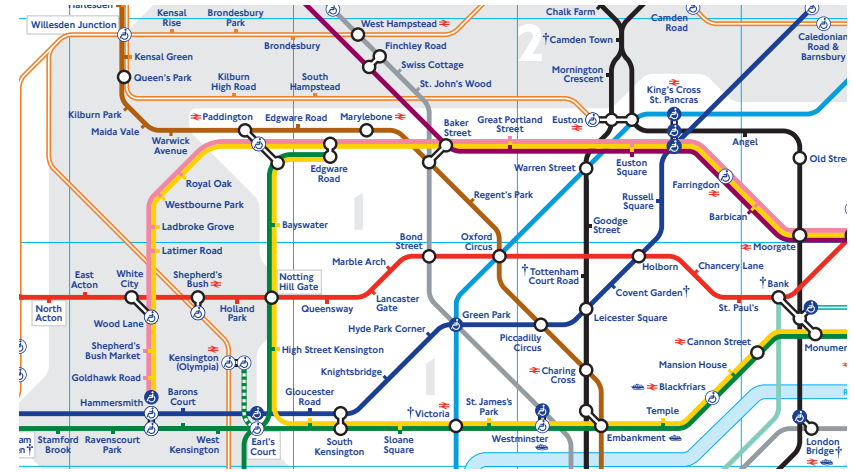 Harlesden
Willesden Junction
Kensal
Rise
Brondesbury
Park
Brondesbury
West Hampstead
Finchley Road
Swiss Cottage
St. John's Wood
Chalk Farm
†Camden Town
2
Camden
Road
Caledonian
Road &
Barnsbury
Kensal Green
Queen's Park
Kilburn
High Road
South
Hampstead
Mornington
Crescent
King's Cross
St. Pancras
Euston
Kilburn Park
Maida Vale
Paddington
Edgware Road
Marylebone
Baker
Street
Great Portland
Street
Warwick
Avenue
Edgware
Road
Warren Street
Euston
Square
Angel
Old Street
Royal Oak
Westbourne Park
Ladbroke Grove
Latimer Road
Bayswater
1
Regent's Park
Russell
Square
Farringdon
Barbican
Goodge
Street
Bond
Street
Oxford
Circus
Moorgate
East
Acton
White
City
Shepherd's
Bush
Notting
Hill Gate
Marble Arch
†Tottenham
Court Road
Holborn
Chancery Lane
†Bank
North
Acton
Wood Lane
Holland
Park
Queensway
Lancaster
Gate
Covent Garden†
St. Paul's
Hyde Park Corner
Green Park
Piccadilly
Circus
Leicester Square
Shepherd's
Bush Market
Kensington
(Olympia)
High Street Kensington
1
Cannon Street
Monument
Goldhawk Road
Knightsbridge
Charing
Cross
Mansion House
Blackfriars
Hammersmith
Barons
Court
Gloucester
Road
†Victoria
St. James's
Park
Temple
Stamford
Brook
Ravenscourt
Park
West
Kensington
Earl's
Court
South
Kensington
Sloane
Square
Westminster
Embankment
London
Bridge†